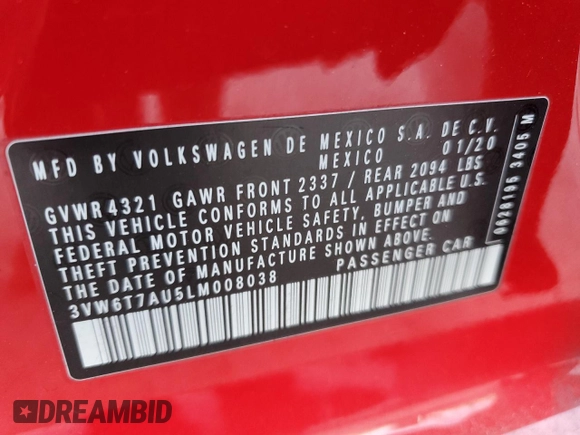 MFD BY VOLKSWAGEN DE MEXICO S.A. DE C.V.
MEXICO 01/20
GVWR4321 GAWR FRONT 2337 / REAR 2094 LBS
THIS VEHICLE CONFORMS TO ALL APPLICABLE U.S.
FEDERAL MOTOR VEHICLE SAFETY, BUMPER AND
THEFT PREVENTION STANDARDS IN EFFECT ON
THE DATE OF MANUFACTURE SHOWN ABOVE.
3VW6T7AU5LM008038 PASSENGER CAR
0626195 3405 M
DREAMBID